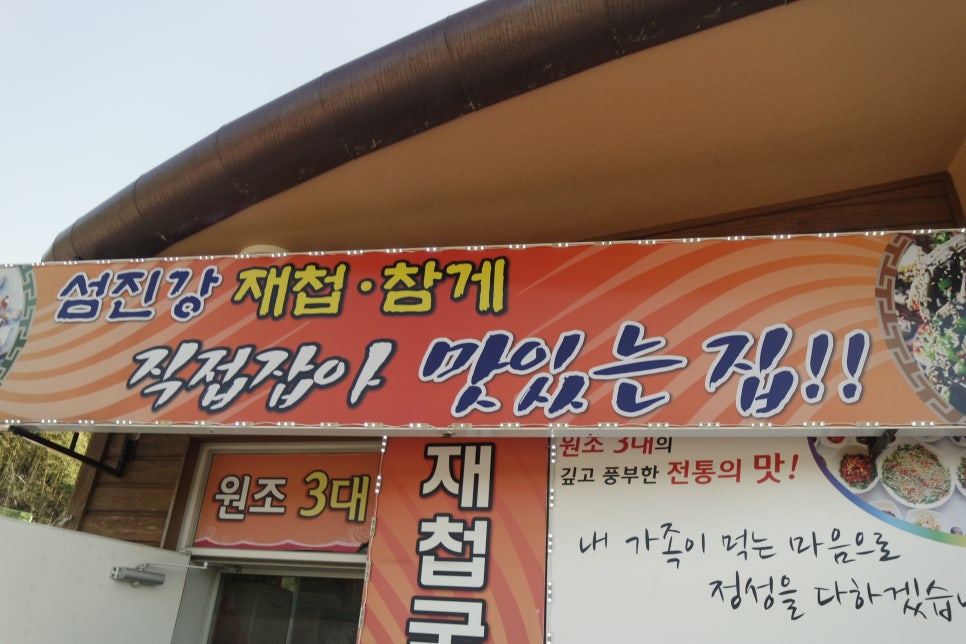 섬진강 재첩·참게
직접잡아 맛있는 집!!
원조 3대
재첩국
원조 3대의
깊고 풍부한 전통의 맛!
내 가족이 먹는 마음으로
정성을 다하겠습니